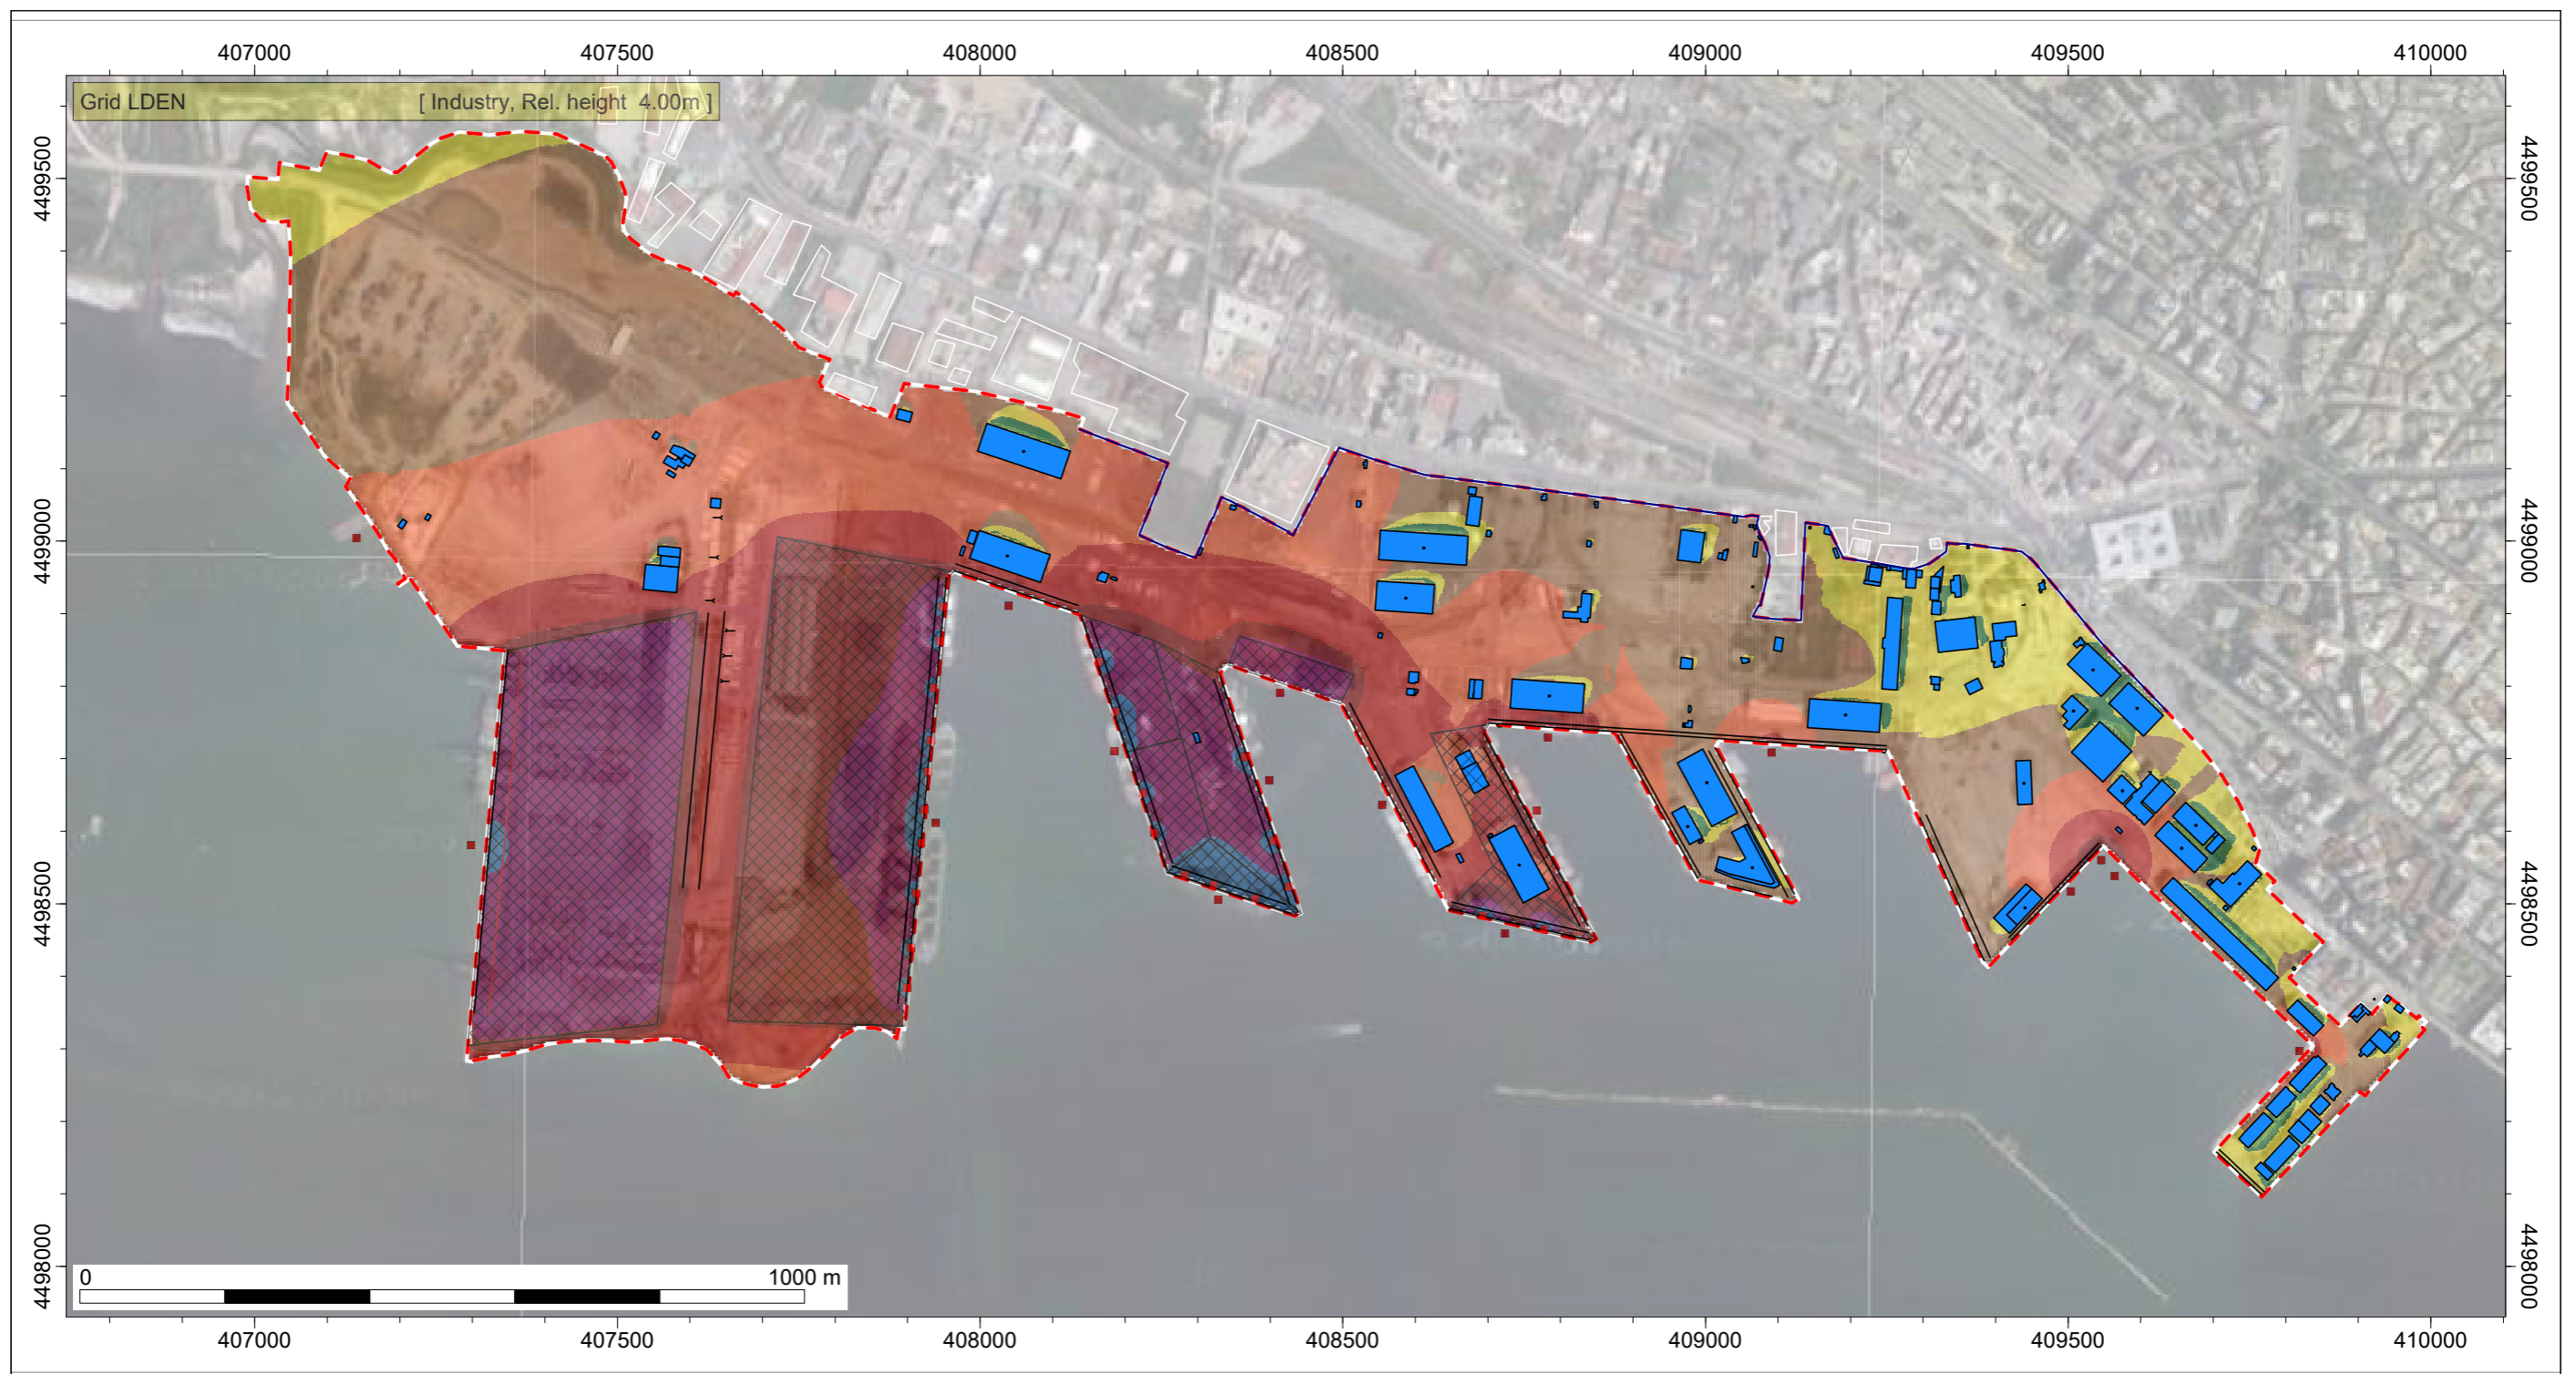 407000 407500 408000 408500 409000 409500 410000
Grid LDEN [ Industry, Rel. height 4.00m ]
4499500 4499500
4499000 4499000
4498500 4498500
4498000 4498000
0 1000 m
407000 407500 408000 408500 409000 409500 410000